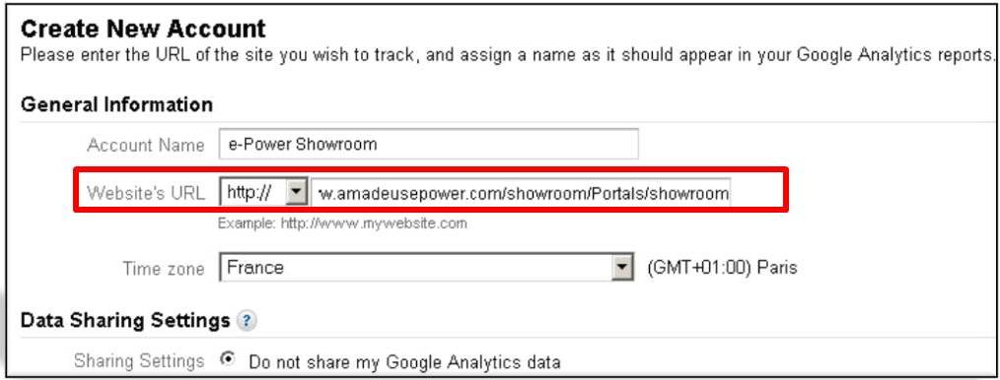 Create New Account
Please enter the URL of the site you wish to track, and assign a name as it should appear in your Google Analytics reports.
General Information
Account Name e-Power Showroom
Website's URL http:// w.amadeusepower.com/showroom/Portals/showroom
Example: http://www.mywebsite.com
Time zone France (GMT+01:00) Paris
Data Sharing Settings ?
Sharing Settings Do not share my Google Analytics data